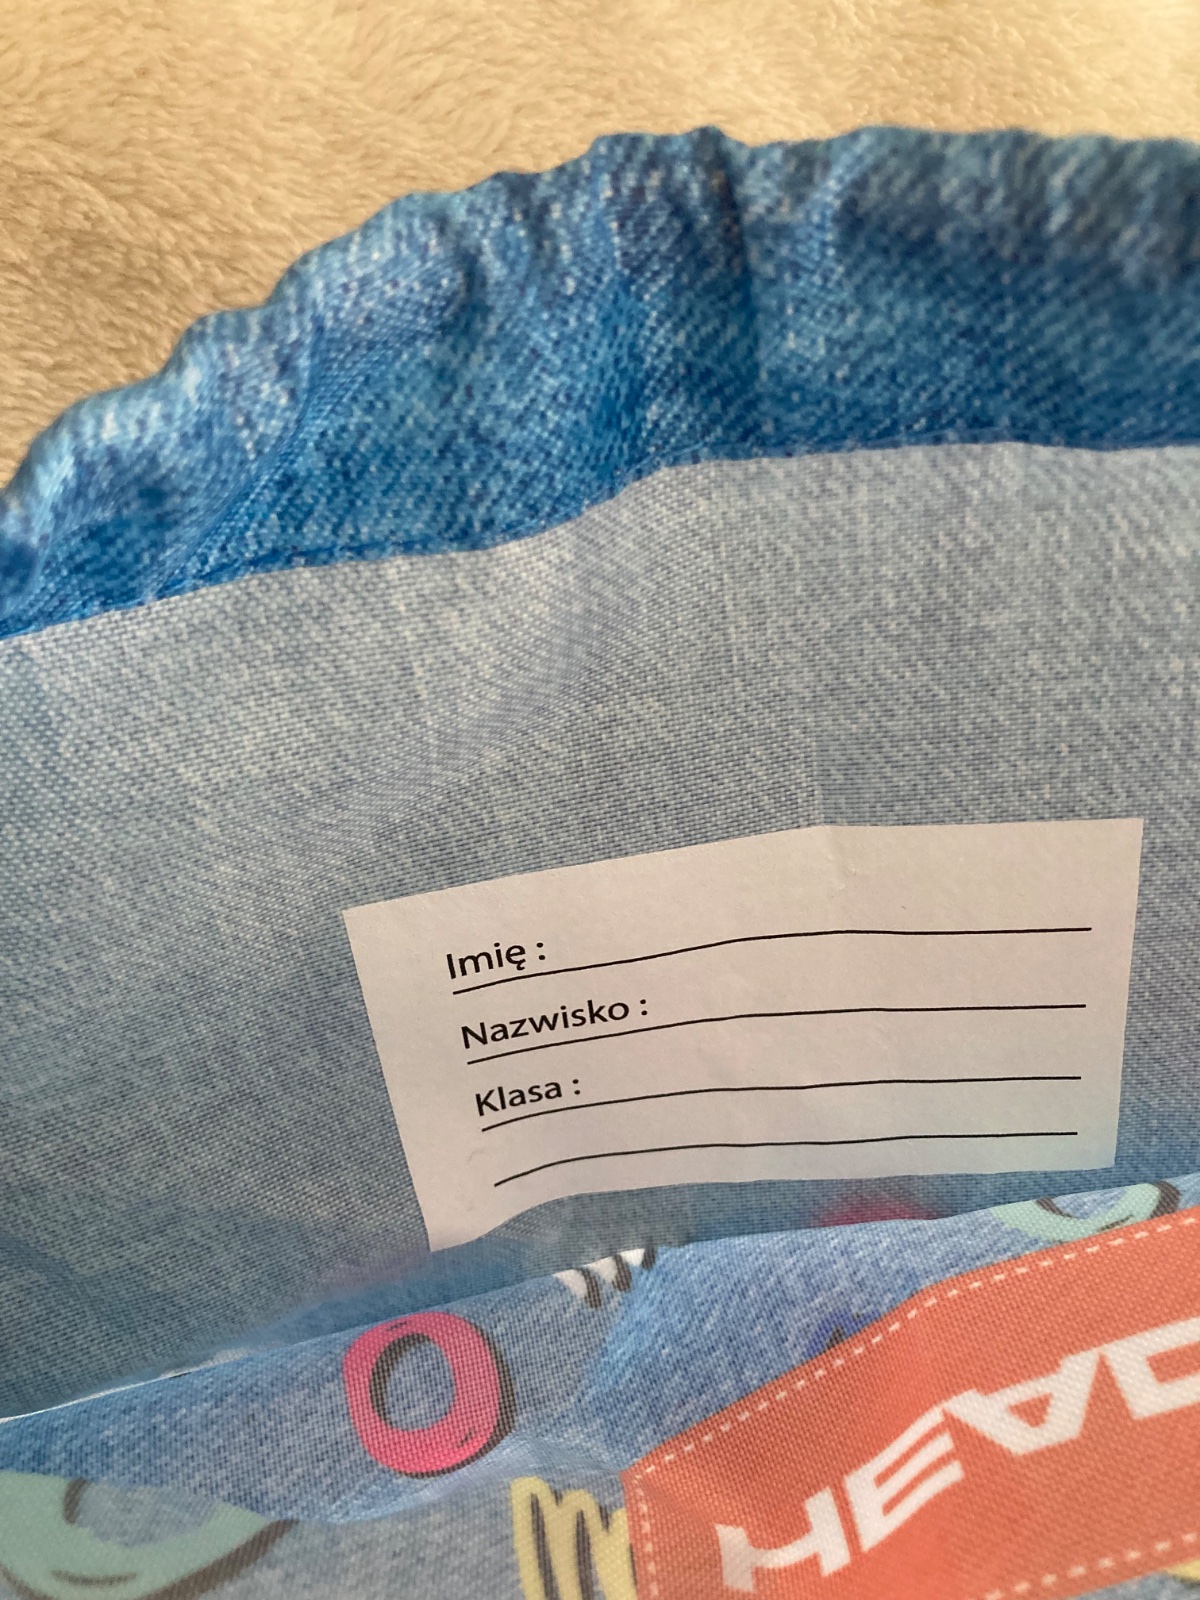 Imię :
Nazwisko :
Klasa :
HEAD